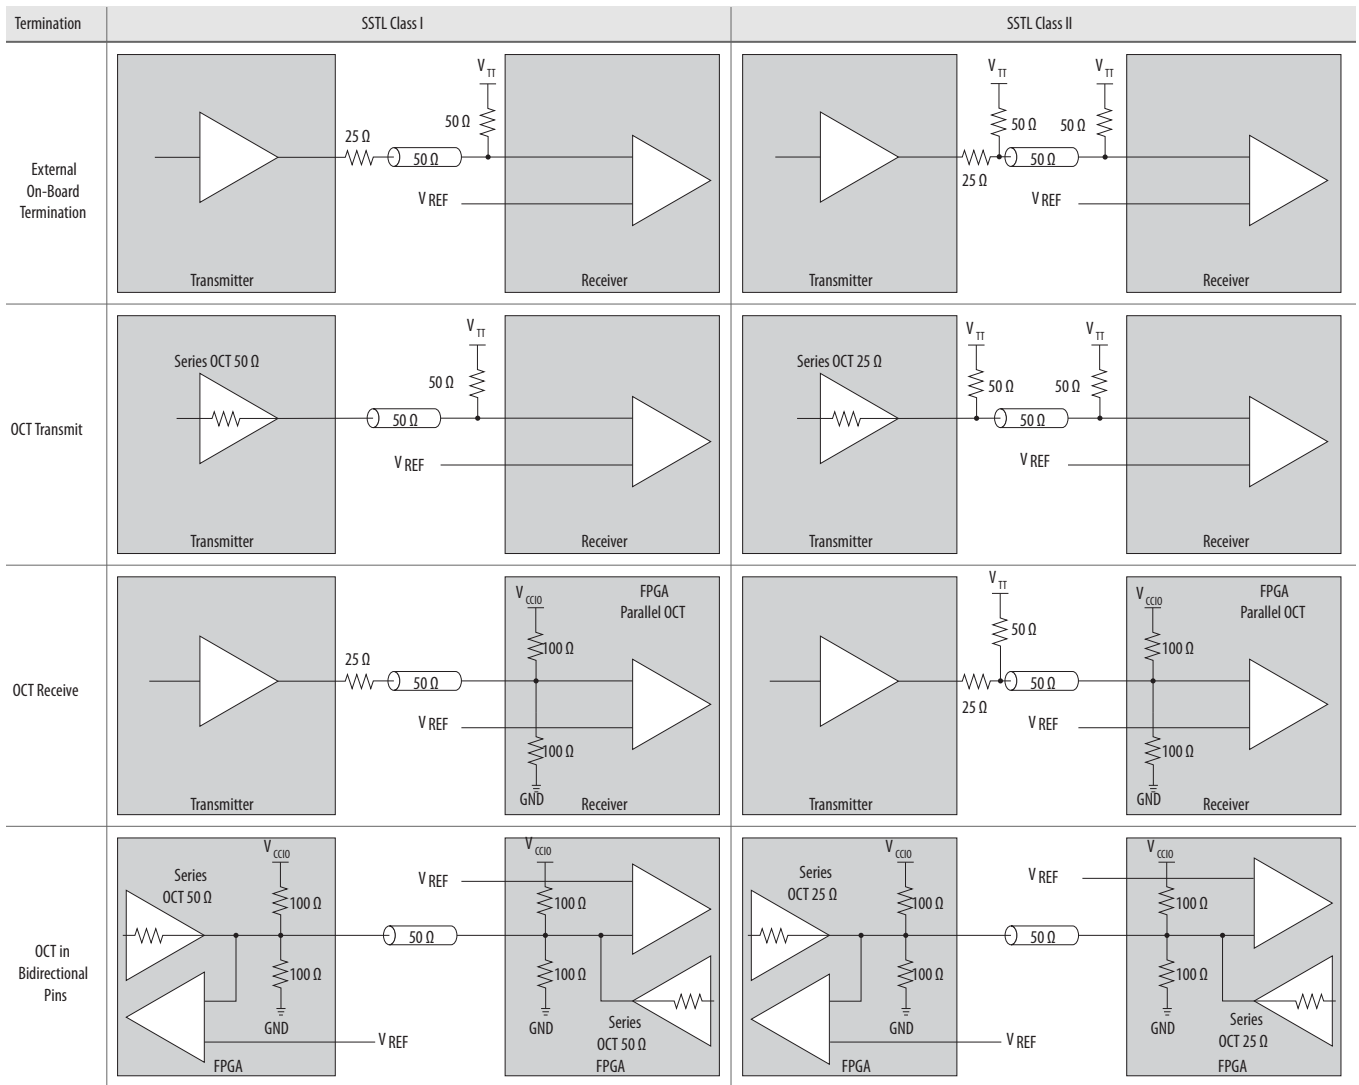 Termination
SSTL Class I
SSTL Class II
External
On-Board
Termination
V TT
50 Ω
25 Ω
50 Ω
V REF
Transmitter
Receiver
V TT
V TT
50 Ω
50 Ω
50 Ω
25 Ω
V REF
Transmitter
Receiver
OCT Transmit
V TT
Series OCT 50 Ω
50 Ω
50 Ω
V REF
Transmitter
Receiver
V TT
V TT
Series OCT 25 Ω
50 Ω
50 Ω
50 Ω
V REF
Transmitter
Receiver
OCT Receive
V CCIO
FPGA
Parallel OCT
100 Ω
25 Ω
50 Ω
V REF
100 Ω
GND
Transmitter
Receiver
V TT
V CCIO
FPGA
Parallel OCT
50 Ω
100 Ω
50 Ω
25 Ω
V REF
100 Ω
GND
Transmitter
Receiver
OCT in
Bidirectional
Pins
V CCIO
V CCIO
Series
OCT 50 Ω
V REF
100 Ω
100 Ω
50 Ω
100 Ω
100 Ω
GND
GND
Series
OCT 50 Ω
V REF
FPGA
FPGA
V CCIO
V CCIO
Series
OCT 25 Ω
V REF
100 Ω
100 Ω
50 Ω
100 Ω
100 Ω
GND
GND
Series
OCT 25 Ω
V REF
FPGA
FPGA